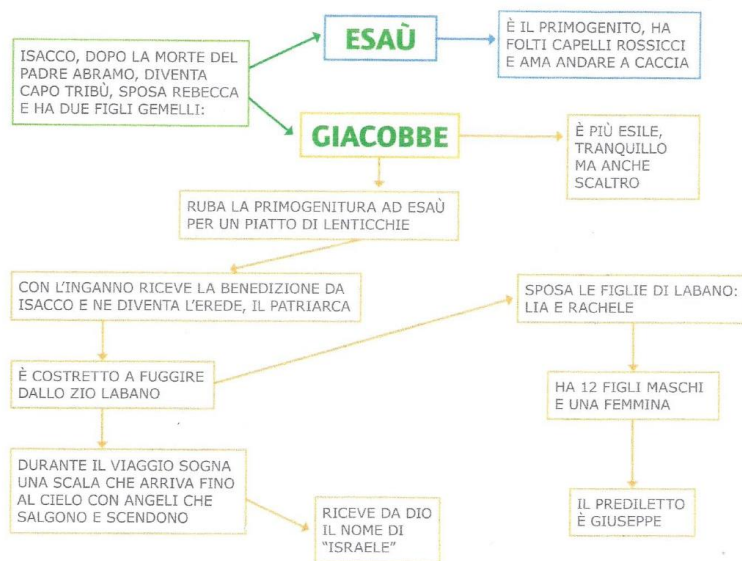 ISACCO, DOPO LA MORTE DEL
PADRE ABRAMO, DIVENTA
CAPO TRIBÙ, SPOSA REBECCA
E HA DUE FIGLI GEMELLI:
ESAÙ
È IL PRIMOGENITO, HA
FOLTI CAPELLI ROSSICCI
E AMA ANDARE A CACCIA
GIACOBBE
È PIÙ ESILE,
TRANQUILLO
MA ANCHE
SCALTRO
RUBA LA PRIMOGENITURA AD ESAÙ
PER UN PIATTO DI LENTICCHIE
CON L'INGANNO RICEVE LA BENEDIZIONE DA
ISACCO E NE DIVENTA L'EREDE, IL PATRIARCA
È COSTRETTO A FUGGIRE
DALLO ZIO LABANO
SPOSA LE FIGLIE DI LABANO:
LIA E RACHELE
HA 12 FIGLI MASCHI
E UNA FEMMINA
IL PREDILETTO
È GIUSEPPE
DURANTE IL VIAGGIO SOGNA
UNA SCALA CHE ARRIVA FINO
AL CIELO CON ANGELI CHE
SALGONO E SCENDONO
RICEVE DA DIO
IL NOME DI
"ISRAELE"